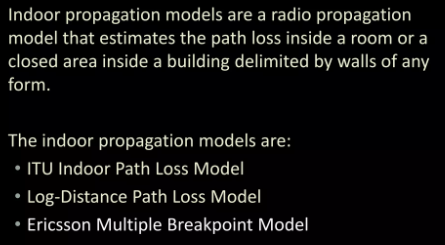 Indoor propagation models are a radio propagation
model that estimates the path loss inside a room or a
closed area inside a building delimited by walls of any
form.
The indoor propagation models are:
• ITU Indoor Path Loss Model
• Log-Distance Path Loss Model
• Ericsson Multiple Breakpoint Model